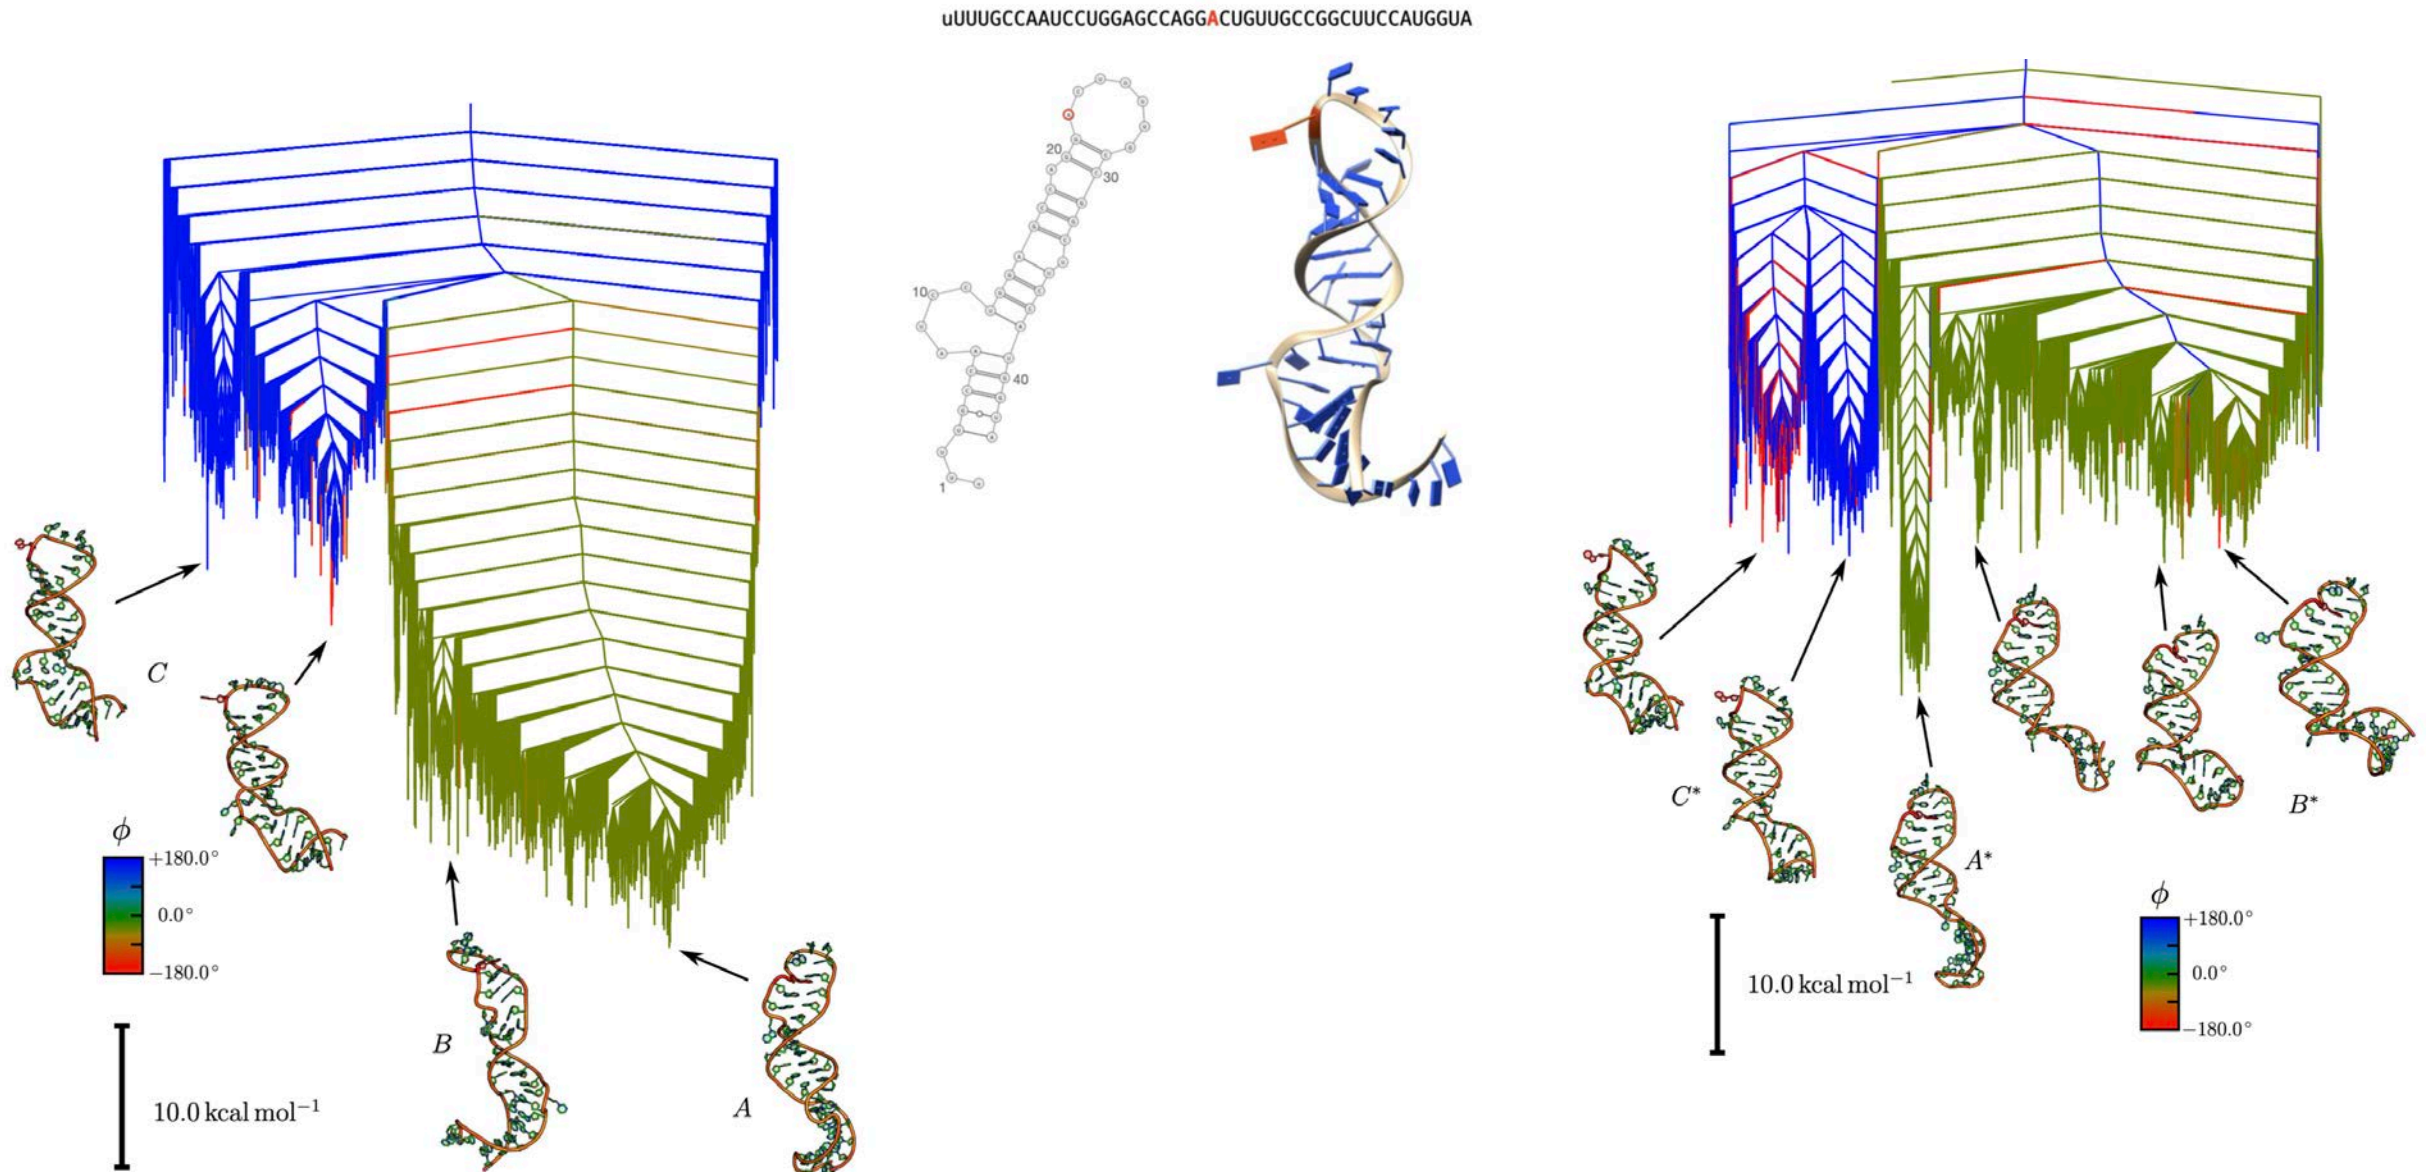 uUUUGCCAAUCCUGGAGCCAGGACUGUUGCCGGCUUCCAUGGUA
20
30
10
40
1
C
ϕ
+180.0°
0.0°
−180.0°
10.0 kcal mol⁻¹
B
A
C*
A*
B*
ϕ
+180.0°
0.0°
−180.0°
10.0 kcal mol⁻¹